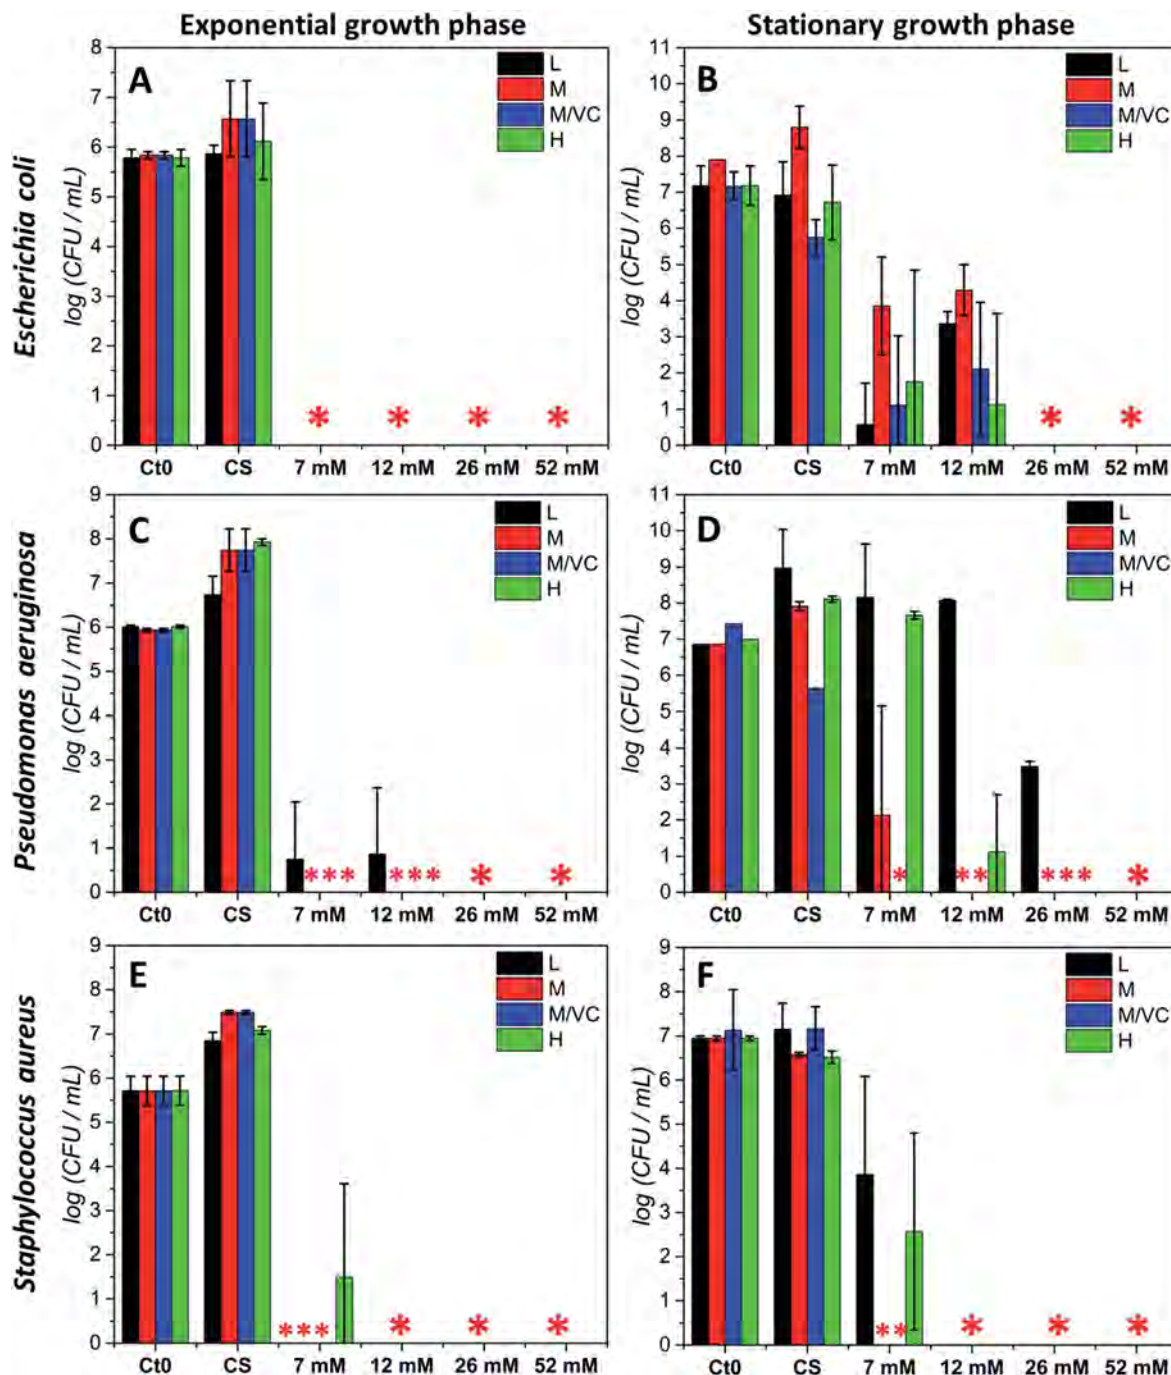 Exponential growth phase
Stationary growth phase
Escherichia coli
A
log (CFU / mL)
8
7
6
5
4
3
2
1
0
L
M
M/VC
H
* * * *
Ct0 CS 7 mM 12 mM 26 mM 52 mM
B
log (CFU / mL)
11
10
9
8
7
6
5
4
3
2
1
0
L
M
M/VC
H
* *
Ct0 CS 7 mM 12 mM 26 mM 52 mM
Pseudomonas aeruginosa
C
log (CFU / mL)
9
8
7
6
5
4
3
2
1
0
L
M
M/VC
H
*** *** * *
Ct0 CS 7 mM 12 mM 26 mM 52 mM
D
log (CFU / mL)
11
10
9
8
7
6
5
4
3
2
1
0
L
M
M/VC
H
* ** *** *
Ct0 CS 7 mM 12 mM 26 mM 52 mM
Staphylococcus aureus
E
log (CFU / mL)
9
8
7
6
5
4
3
2
1
0
L
M
M/VC
H
*** * * *
Ct0 CS 7 mM 12 mM 26 mM 52 mM
F
log (CFU / mL)
9
8
7
6
5
4
3
2
1
0
L
M
M/VC
H
** * * *
Ct0 CS 7 mM 12 mM 26 mM 52 mM